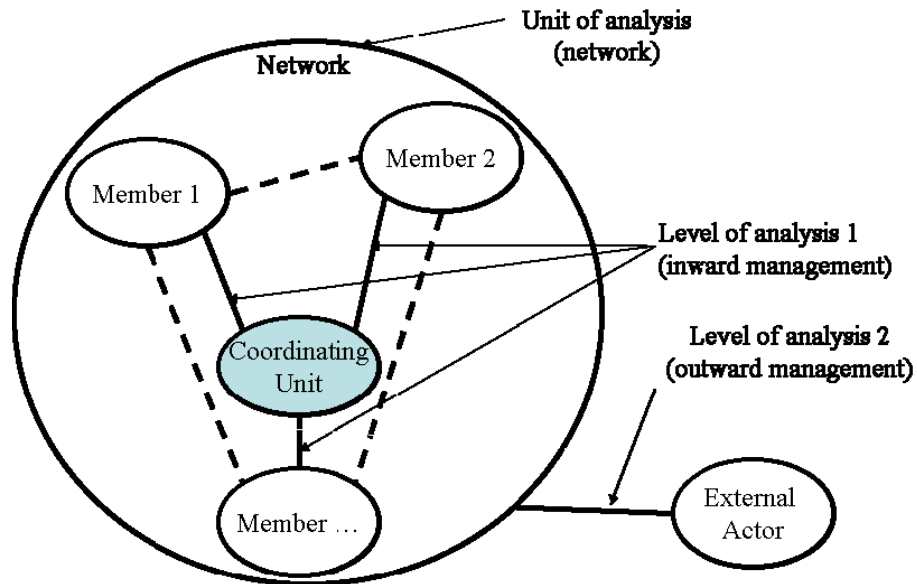 Unit of analysis
(network)
Network
Member 1
Member 2
Level of analysis 1
(inward management)
Coordinating
Unit
Level of analysis 2
(outward management)
Member …
External
Actor